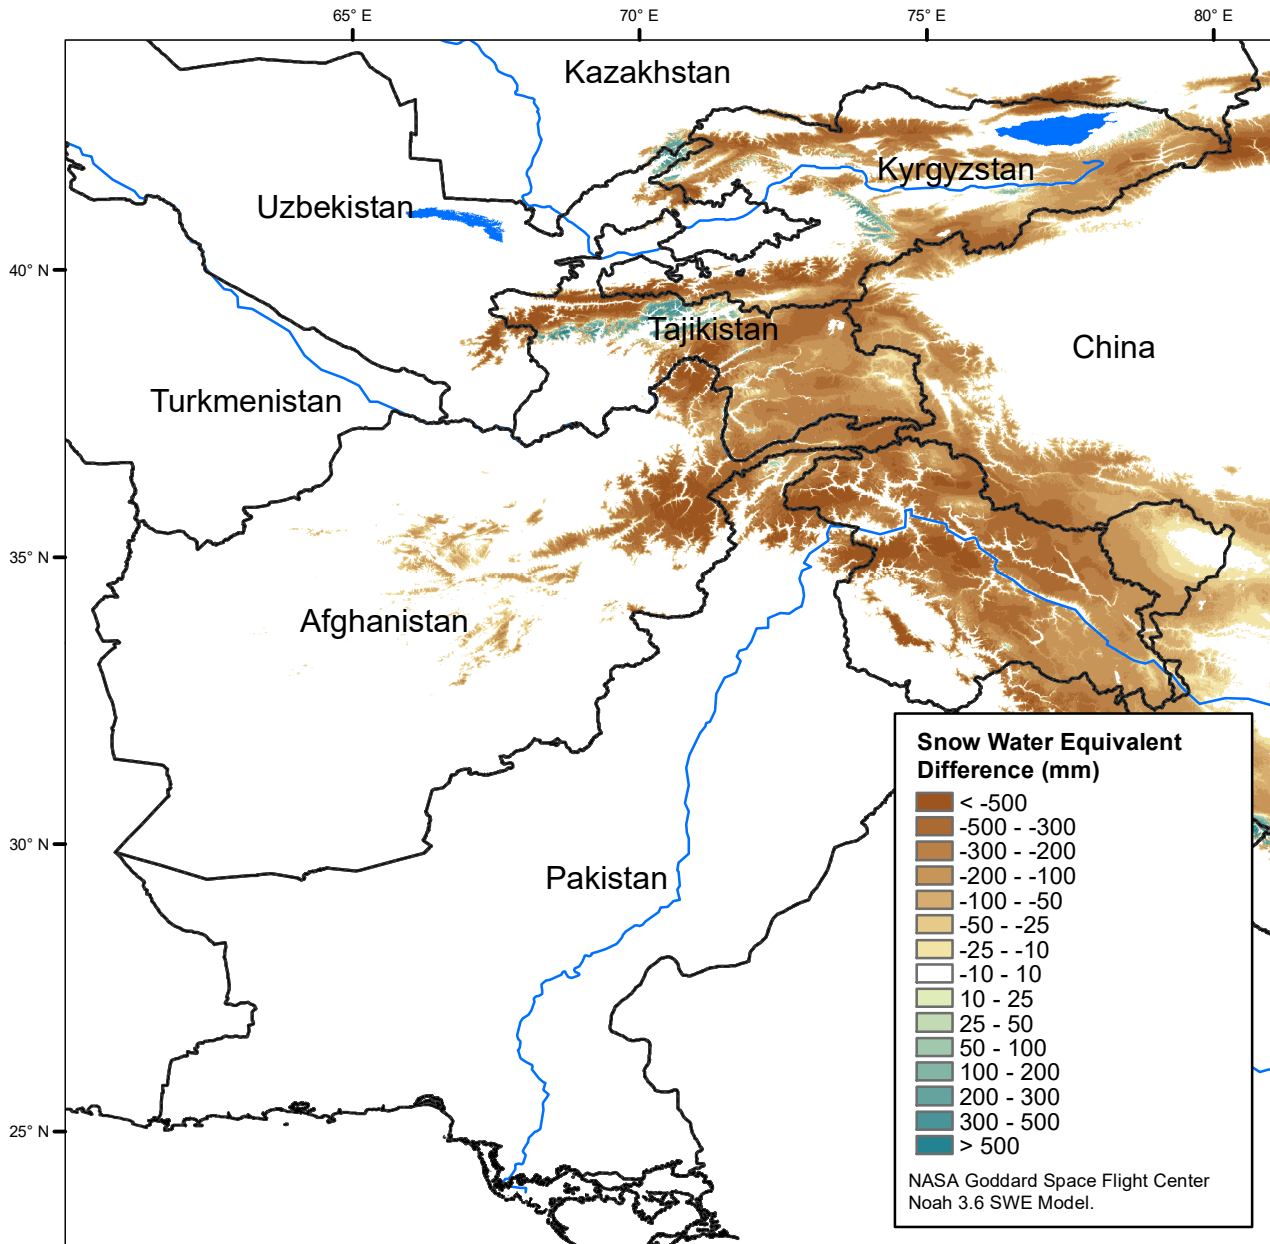 65° E
70° E
75° E
80° E
Kazakhstan
Kyrgyzstan
Uzbekistan
40° N
Tajikistan
China
Turkmenistan
35° N
Afghanistan
Snow Water Equivalent
Difference (mm)
< -500
-500 - -300
-300 - -200
-200 - -100
-100 - -50
-50 - -25
-25 - -10
-10 - 10
10 - 25
25 - 50
50 - 100
100 - 200
200 - 300
300 - 500
> 500
NASA Goddard Space Flight Center
Noah 3.6 SWE Model.
30° N
Pakistan
25° N